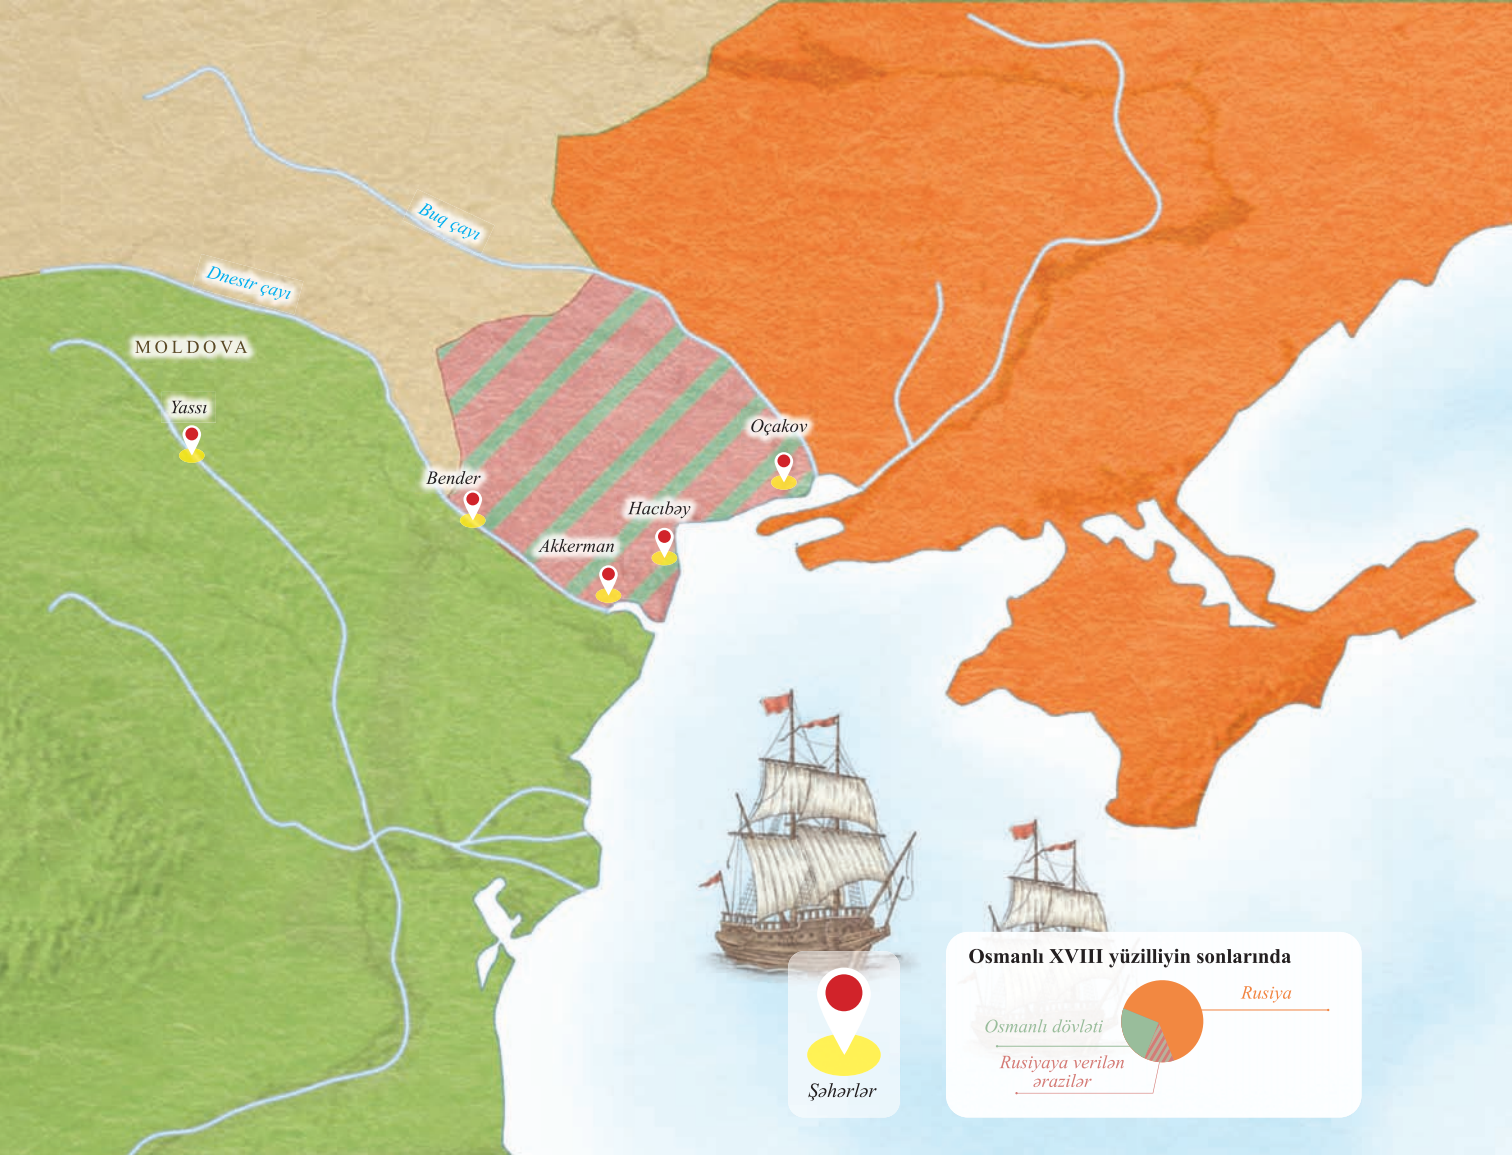 Buq çayı
Dnestr çayı
MOLDOVA
Yassı
Oçakov
Bender
Hacıbəy
Akkerman
Şəhərlər
Osmanlı XVIII yüzilliyin sonlarında
Rusiya
Osmanlı dövləti
Rusiyaya verilən
ərazilər